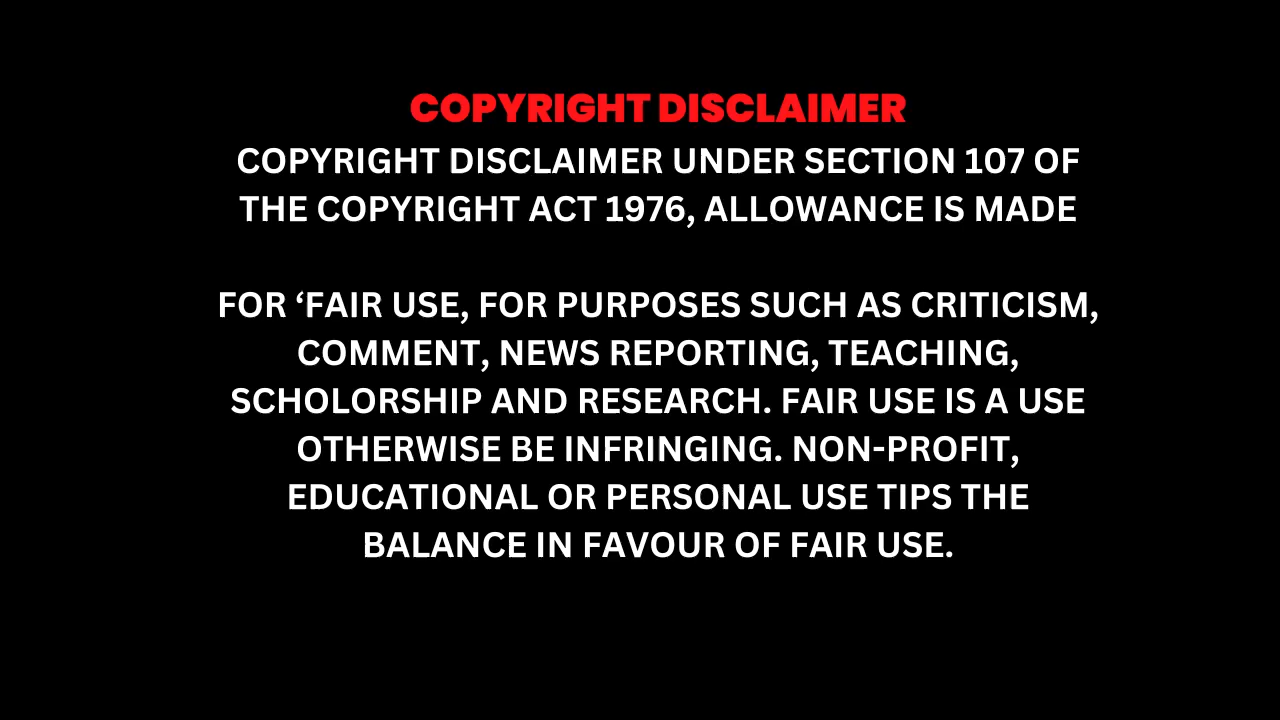 COPYRIGHT DISCLAIMER
COPYRIGHT DISCLAIMER UNDER SECTION 107 OF
THE COPYRIGHT ACT 1976, ALLOWANCE IS MADE
FOR ‘FAIR USE, FOR PURPOSES SUCH AS CRITICISM,
COMMENT, NEWS REPORTING, TEACHING,
SCHOLORSHIP AND RESEARCH. FAIR USE IS A USE
OTHERWISE BE INFRINGING. NON-PROFIT,
EDUCATIONAL OR PERSONAL USE TIPS THE
BALANCE IN FAVOUR OF FAIR USE.